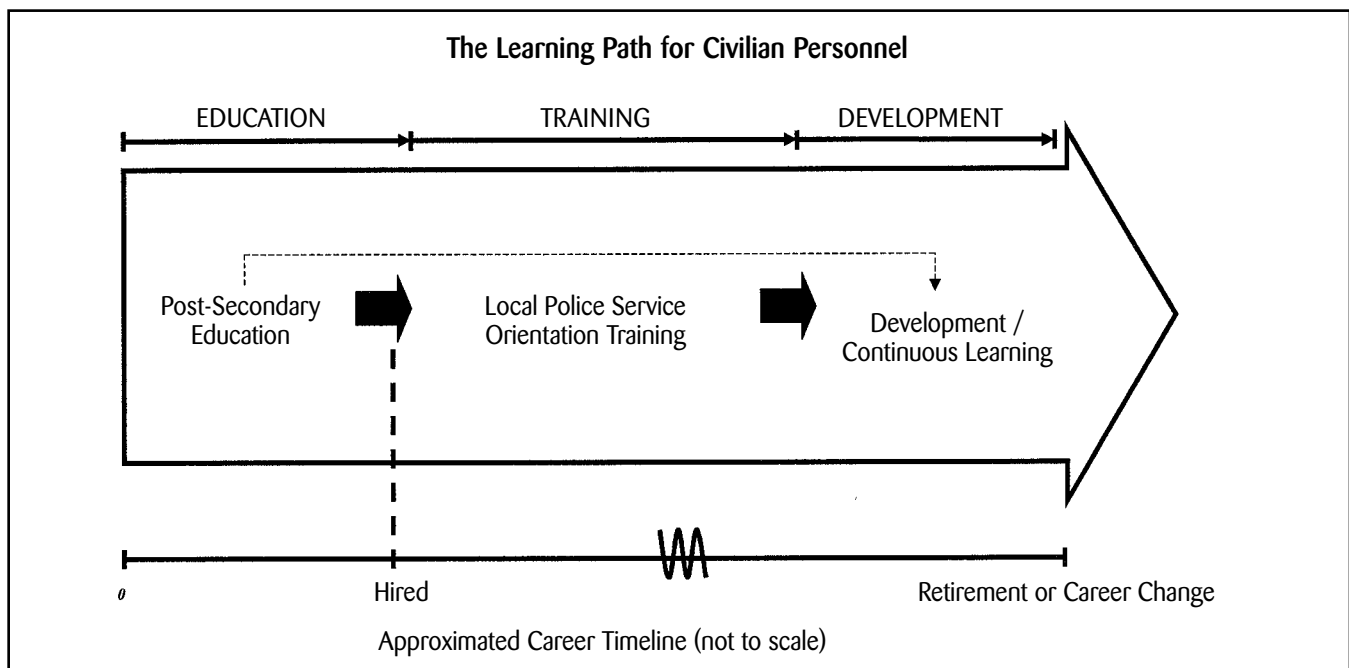 The Learning Path for Civilian Personnel
EDUCATION
TRAINING
DEVELOPMENT
Post-Secondary
Education
Local Police Service
Orientation Training
Development /
Continuous Learning
0
Hired
Retirement or Career Change
Approximated Career Timeline (not to scale)